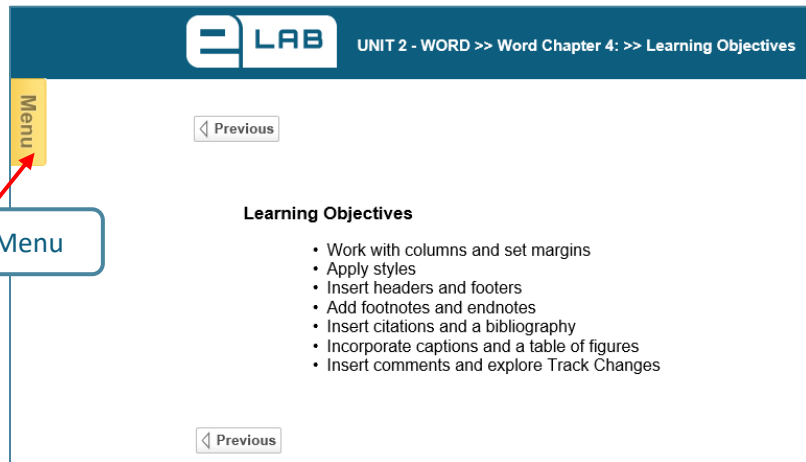 e LAB
UNIT 2 - WORD >> Word Chapter 4: >> Learning Objectives
Menu
Previous
Menu
Learning Objectives
• Work with columns and set margins
• Apply styles
• Insert headers and footers
• Add footnotes and endnotes
• Insert citations and a bibliography
• Incorporate captions and a table of figures
• Insert comments and explore Track Changes
Previous